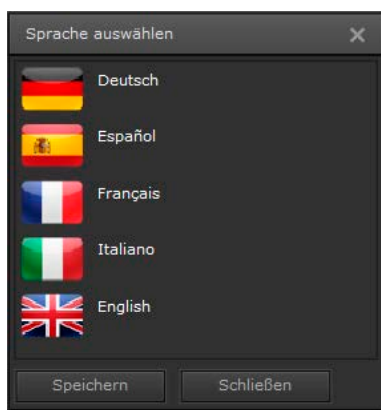 Sprache auswählen
Deutsch
Español
Français
Italiano
English
Speichern Schließen